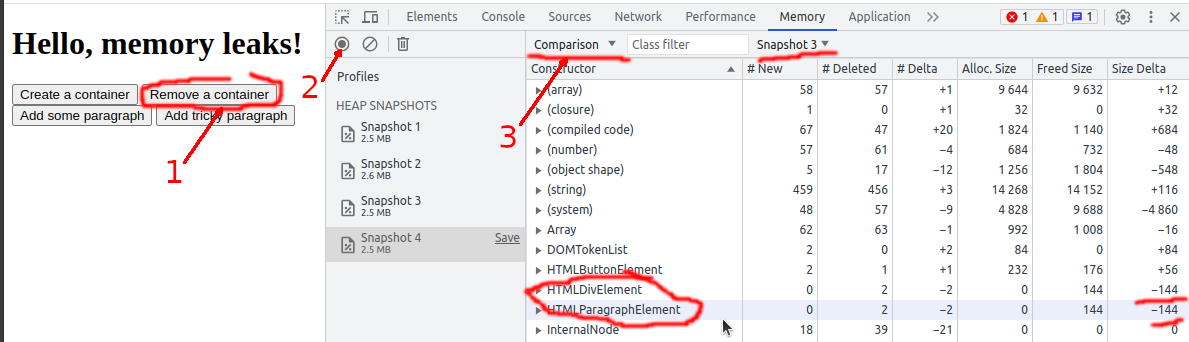 Elements Console Sources Network Performance Memory Application 1 1 1
Hello, memory leaks!
Create a container Remove a container
Add some paragraph Add tricky paragraph
1
2
3
Profiles
HEAP SNAPSHOTS
Snapshot 1
2.5 MB
Snapshot 2
2.6 MB
Snapshot 3
2.5 MB
Snapshot 4 Save
2.5 MB
Comparison Class filter Snapshot 3
Constructor # New # Deleted # Delta Alloc. Size Freed Size Size Delta
(array) 58 57 +1 9 644 9 632 +12
(closure) 1 0 +1 32 0 +32
(compiled code) 67 47 +20 1 824 1 140 +684
(number) 57 61 −4 684 732 −48
(object shape) 5 17 −12 1 256 1 804 −548
(string) 459 456 +3 14 268 14 152 +116
(system) 48 57 −9 4 828 9 688 −4 860
Array 62 63 −1 992 1 008 −16
DOMTokenList 2 0 +2 84 0 +84
HTMLButtonElement 2 1 +1 232 176 +56
HTMLDivElement 0 2 −2 0 144 −144
HTMLParagraphElement 0 2 −2 0 144 −144
InternalNode 18 39 −21 0 0 0